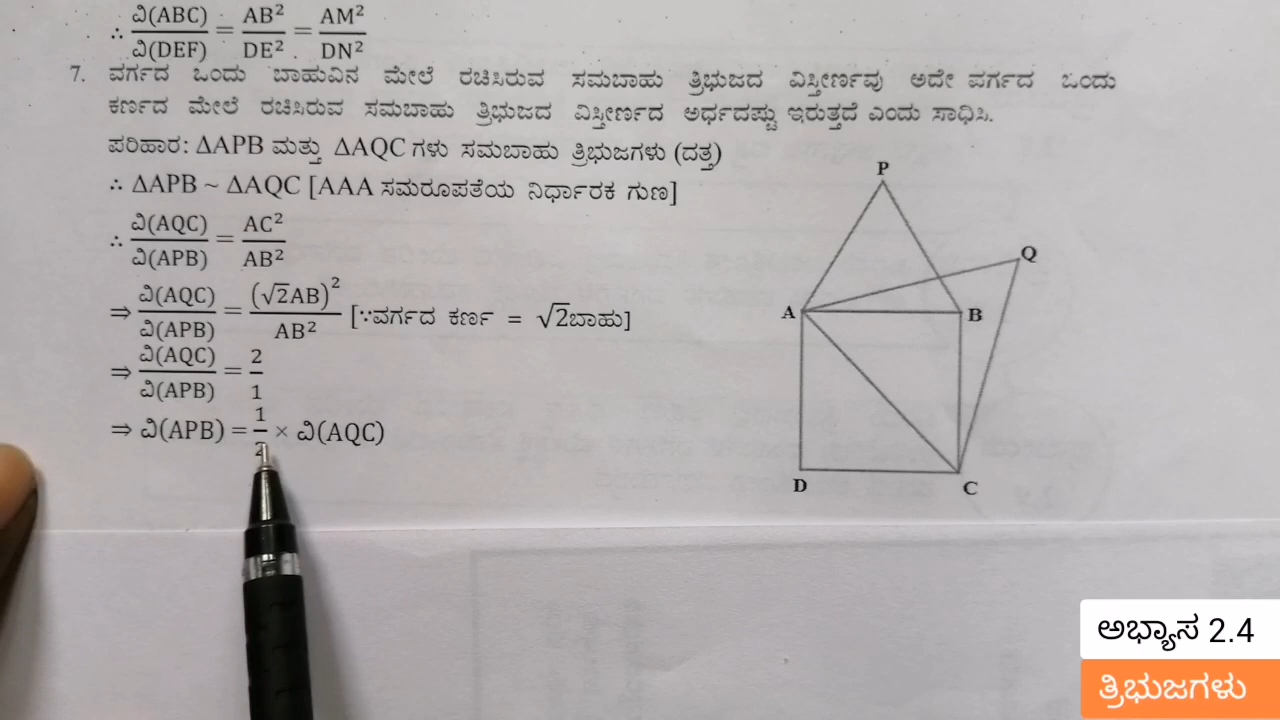 ∴ ವಿ(ABC)/ವಿ(DEF) = AB²/DE² = AM²/DN²
7. ವರ್ಗದ ಒಂದು ಬಾಹುವಿನ ಮೇಲೆ ರಚಿಸಿರುವ ಸಮಬಾಹು ತ್ರಿಭುಜದ ವಿಸ್ತೀರ್ಣವು ಅದೇ ವರ್ಗದ ಒಂದು
ಕರ್ಣದ ಮೇಲೆ ರಚಿಸಿರುವ ಸಮಬಾಹು ತ್ರಿಭುಜದ ವಿಸ್ತೀರ್ಣದ ಅರ್ಧದಷ್ಟು ಇರುತ್ತದೆ ಎಂದು ಸಾಧಿಸಿ.
ಪರಿಹಾರ: ΔAPB ಮತ್ತು ΔAQC ಗಳು ಸಮಬಾಹು ತ್ರಿಭುಜಗಳು (ದತ್ತ)
∴ ΔAPB ~ ΔAQC [AAA ಸಮರೂಪತೆಯ ನಿರ್ಧಾರಕ ಗುಣ]
∴ ವಿ(AQC)/ವಿ(APB) = AC²/AB²
⇒ ವಿ(AQC)/ವಿ(APB) = (√2AB)²/AB² [∵ವರ್ಗದ ಕರ್ಣ = √2ಬಾಹು]
⇒ ವಿ(AQC)/ವಿ(APB) = 2/1
⇒ ವಿ(APB) = 1/2 × ವಿ(AQC)
P
Q
A
B
D
C
ಅಭ್ಯಾಸ 2.4
ತ್ರಿಭುಜಗಳು